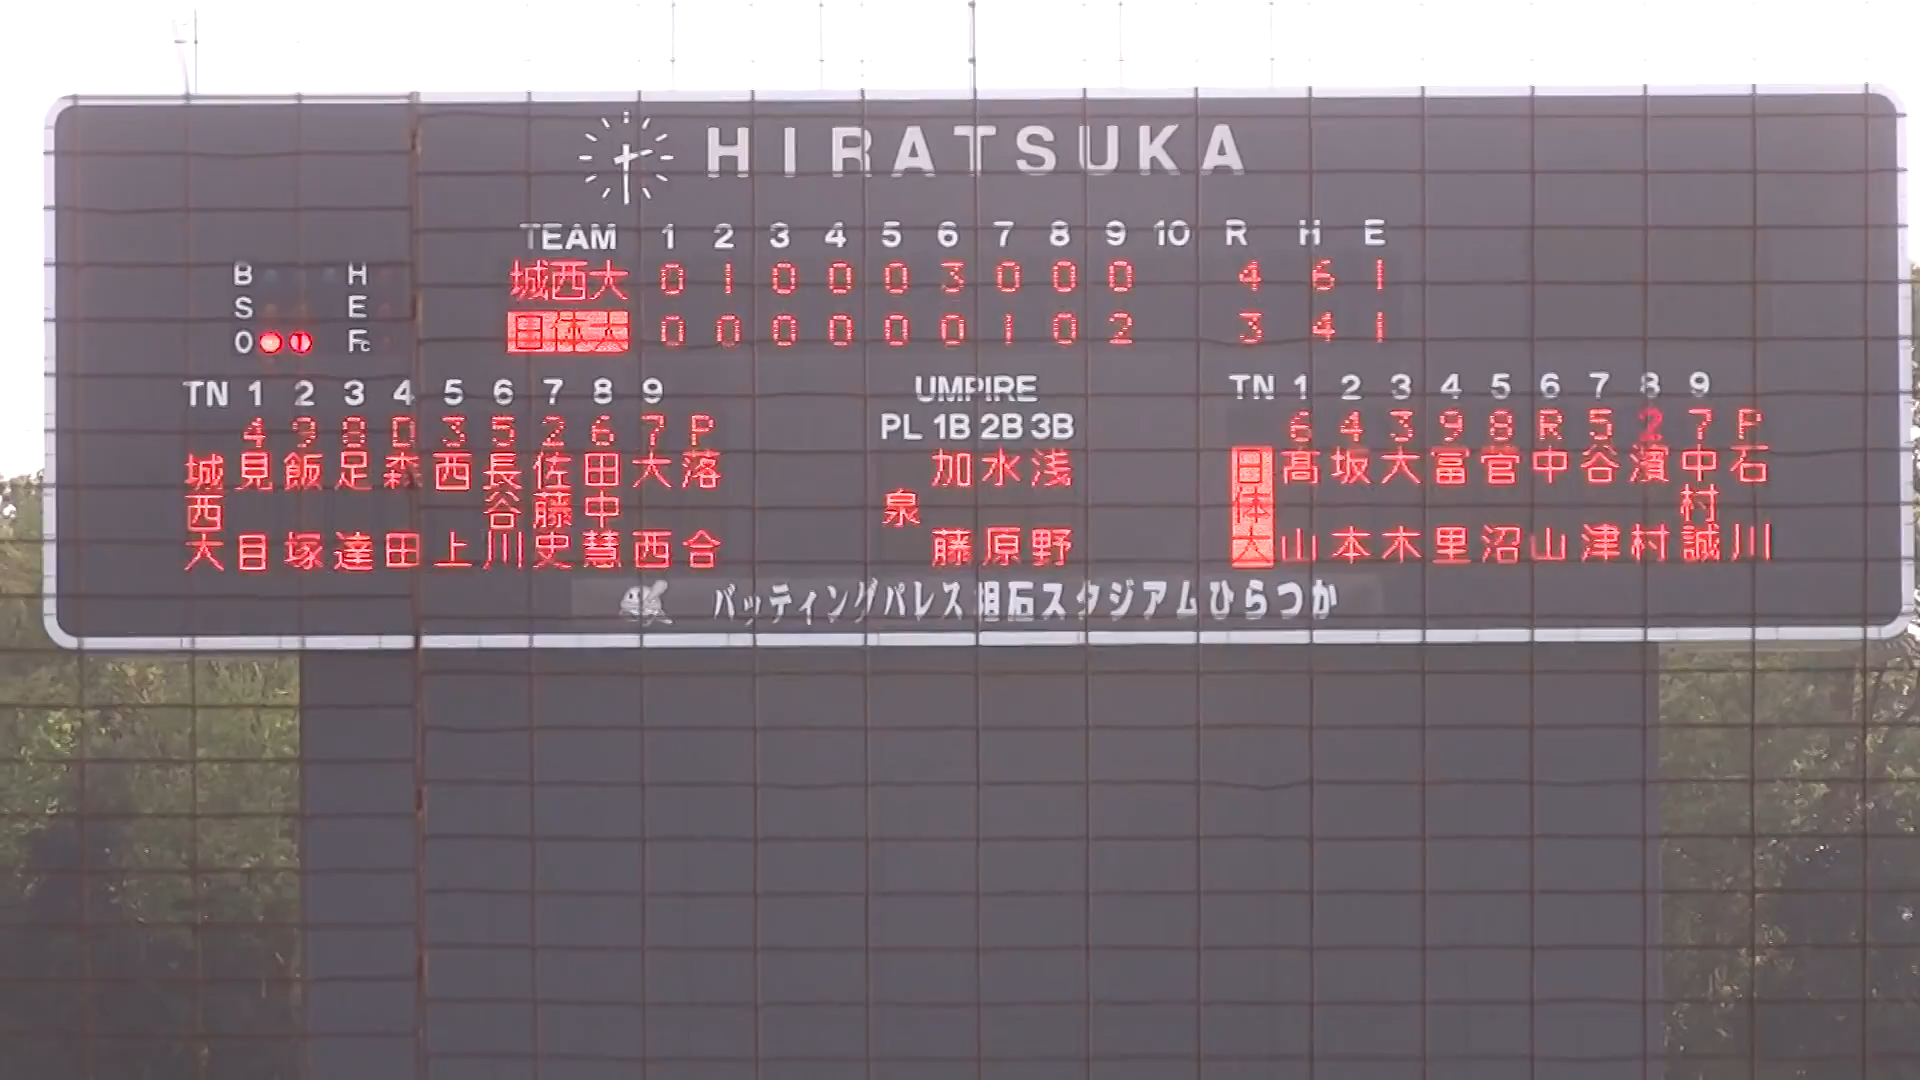 HIRATSUKA
TEAM 1 2 3 4 5 6 7 8 9 10 R H E
城西大 0 1 0 0 0 3 0 0 0 4 6 1
日体大 0 0 0 0 0 0 1 0 2 3 4 1
B H
S E
O Fc
TN 1 2 3 4 5 6 7 8 9
4 9 8 D 3 5 2 6 7 P
城西大 見目 飯塚 足達 森田 西上 長谷川 佐藤史 田中慧 大西 落合
UMPIRE
PL 1B 2B 3B
泉 加藤 水原 浅野
TN 1 2 3 4 5 6 7 8 9
6 4 3 9 8 R 5 2 7 P
日体大 髙山 坂本 大木 冨里 菅沼 中山 谷津 濱村 中村誠 石川
バッティングパレス相石スタジアムひらつか